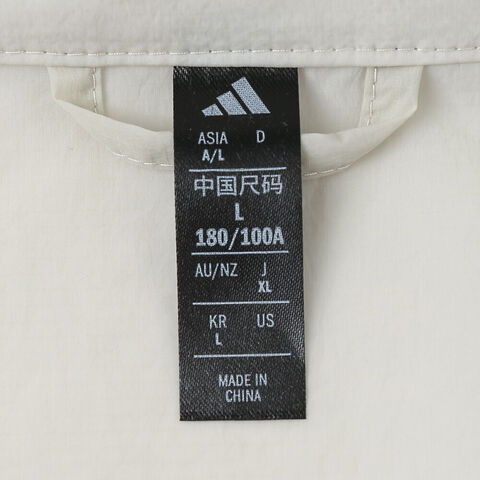 ASIA D
A/L
中国尺码
L
180/100A
AU/NZ J
XL
KR US
L
MADE IN
CHINA